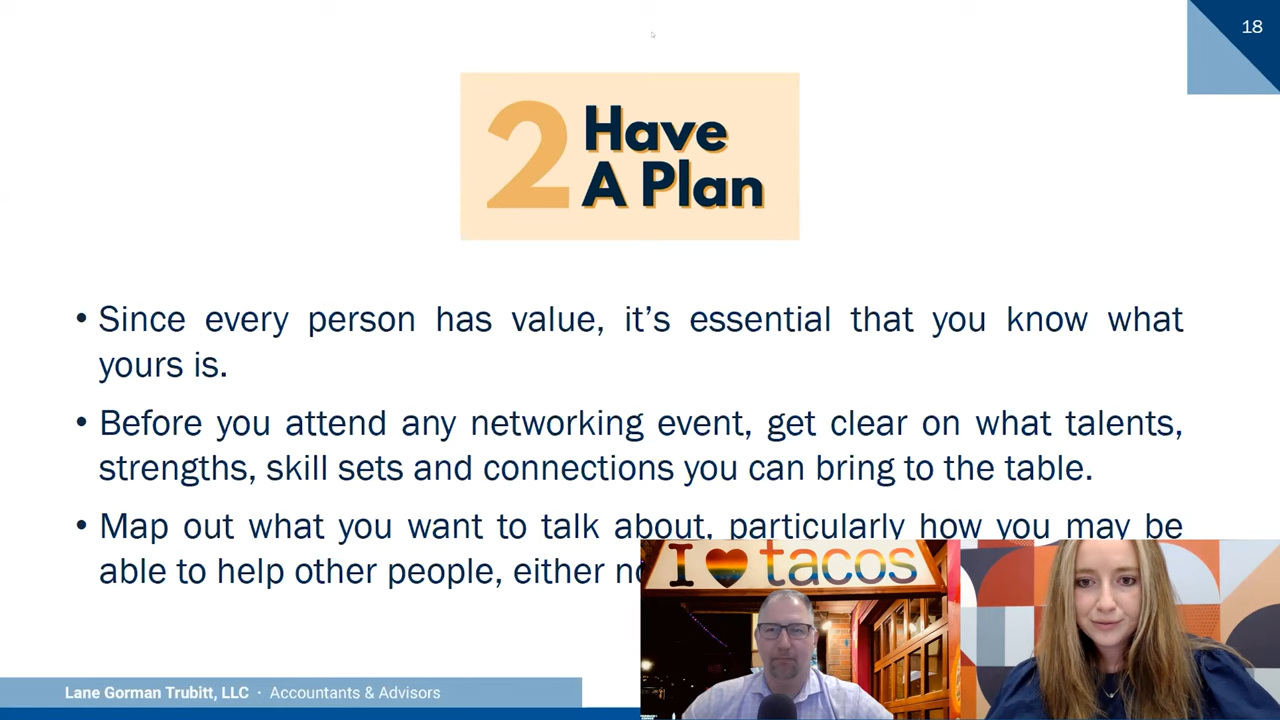 18
2 Have
A Plan
• Since every person has value, it’s essential that you know what
yours is.
• Before you attend any networking event, get clear on what talents,
strengths, skill sets and connections you can bring to the table.
• Map out what you want to talk about, particularly how you may be
able to help other people, either
I ❤ tacos
Lane Gorman Trubitt, LLC · Accountants & Advisors